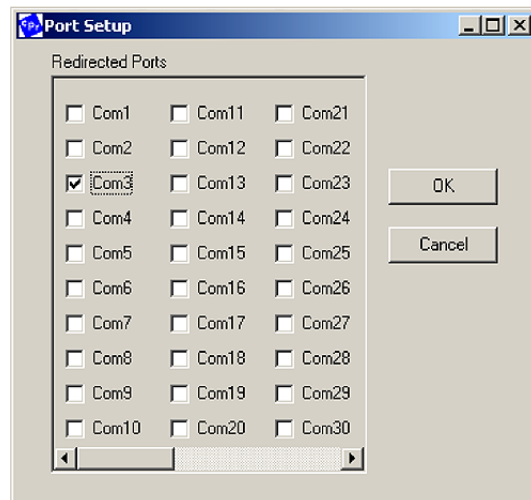 CPr Port Setup
Redirected Ports
Com1 Com11 Com21
Com2 Com12 Com22
Com3 Com13 Com23 OK
Com4 Com14 Com24
Com5 Com15 Com25 Cancel
Com6 Com16 Com26
Com7 Com17 Com27
Com8 Com18 Com28
Com9 Com19 Com29
Com10 Com20 Com30